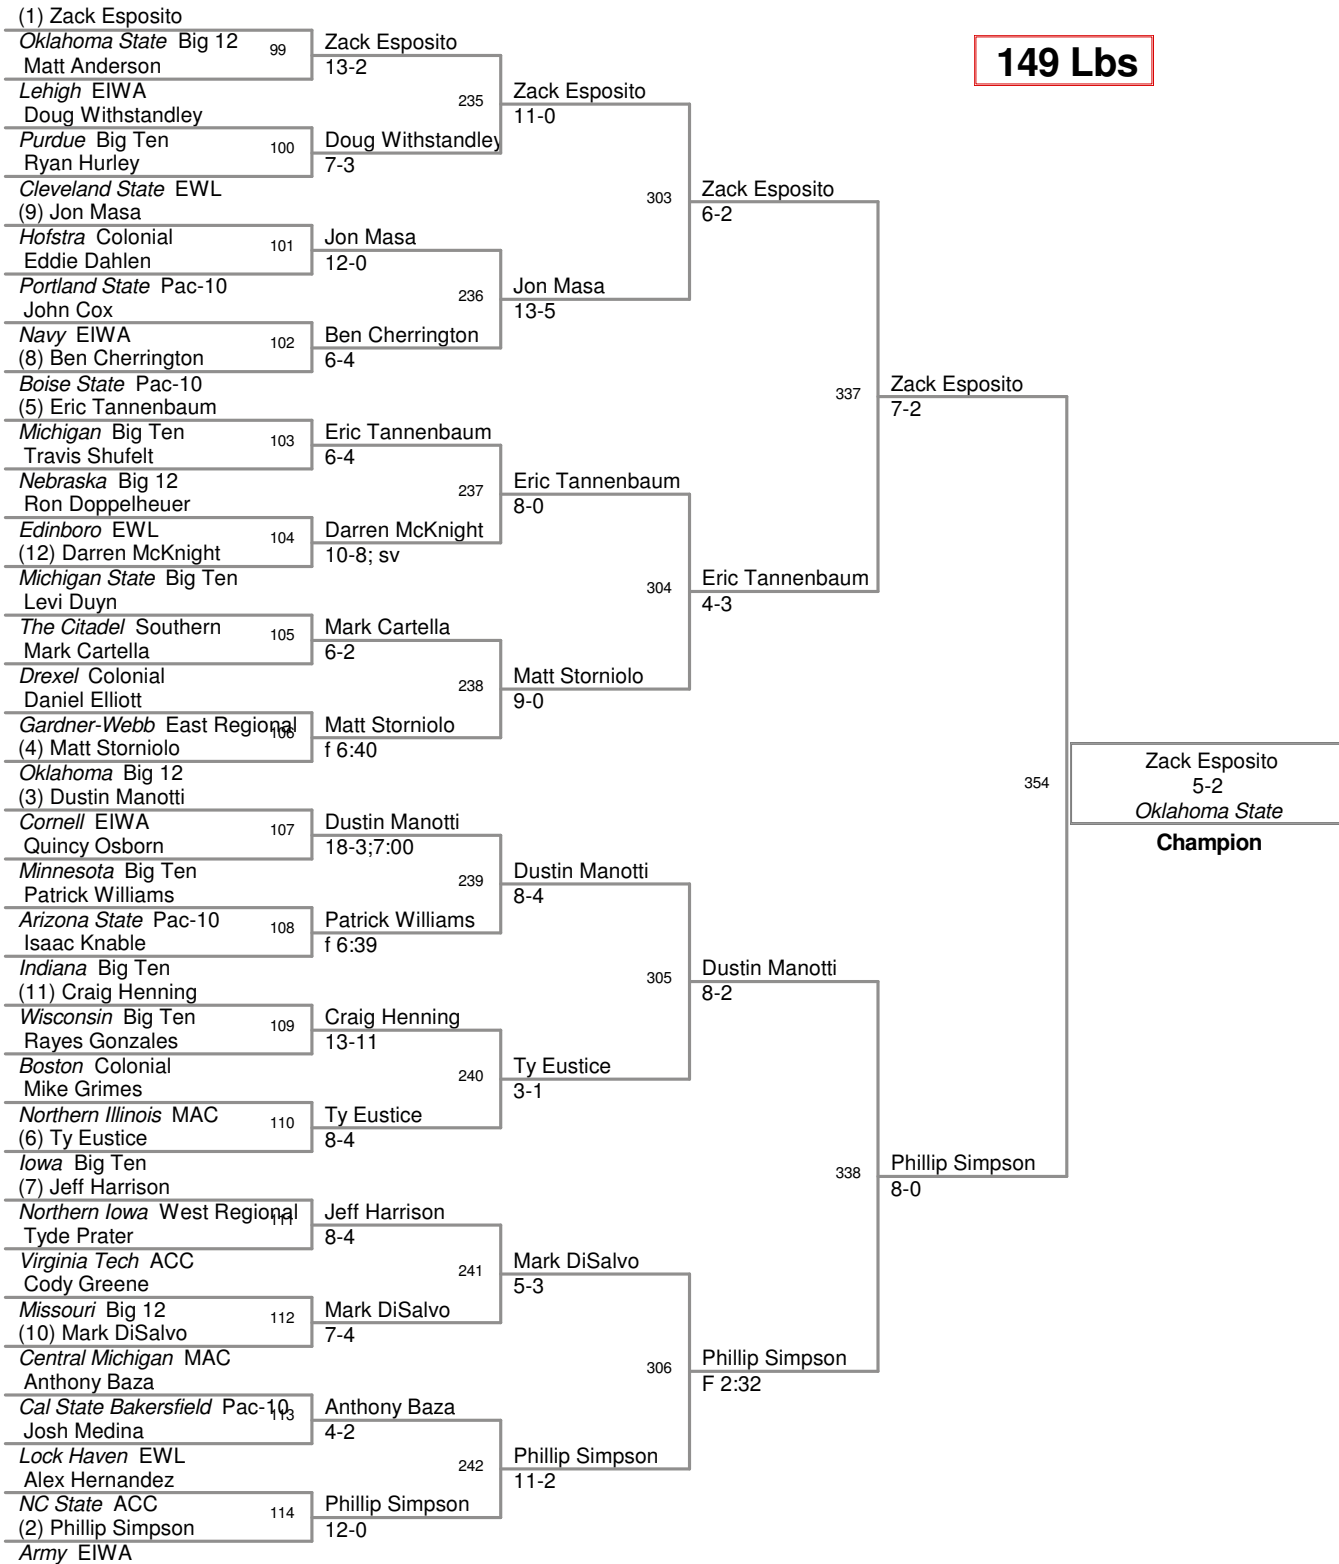 149 Lbs
(1) Zack Esposito
Oklahoma State Big 12
99
Matt Anderson
Lehigh EIWA
Doug Withstandley
Purdue Big Ten
100
Ryan Hurley
Cleveland State EWL
(9) Jon Masa
Hofstra Colonial
101
Eddie Dahlen
Portland State Pac-10
John Cox
Navy EIWA
102
(8) Ben Cherrington
Boise State Pac-10
(5) Eric Tannenbaum
Michigan Big Ten
103
Travis Shufelt
Nebraska Big 12
Ron Doppelheuer
Edinboro EWL
104
(12) Darren McKnight
Michigan State Big Ten
Levi Duyn
The Citadel Southern
105
Mark Cartella
Drexel Colonial
Daniel Elliott
Gardner-Webb East Regional
106
(4) Matt Storniolo
Oklahoma Big 12
(3) Dustin Manotti
Cornell EIWA
107
Quincy Osborn
Minnesota Big Ten
Patrick Williams
Arizona State Pac-10
108
Isaac Knable
Indiana Big Ten
(11) Craig Henning
Wisconsin Big Ten
109
Rayes Gonzales
Boston Colonial
Mike Grimes
Northern Illinois MAC
110
(6) Ty Eustice
Iowa Big Ten
(7) Jeff Harrison
Northern Iowa West Regional
111
Tyde Prater
Virginia Tech ACC
Cody Greene
Missouri Big 12
112
(10) Mark DiSalvo
Central Michigan MAC
Anthony Baza
Cal State Bakersfield Pac-10
113
Josh Medina
Lock Haven EWL
Alex Hernandez
NC State ACC
114
(2) Phillip Simpson
Army EIWA
Zack Esposito
13-2
235
Doug Withstandley
7-3
Jon Masa
12-0
236
Ben Cherrington
6-4
Eric Tannenbaum
6-4
237
Darren McKnight
10-8; sv
Mark Cartella
6-2
238
Matt Storniolo
f 6:40
Dustin Manotti
18-3;7:00
239
Patrick Williams
f 6:39
Craig Henning
13-11
240
Ty Eustice
8-4
Jeff Harrison
8-4
241
Mark DiSalvo
7-4
Anthony Baza
4-2
242
Phillip Simpson
12-0
Zack Esposito
11-0
303
Jon Masa
13-5
Eric Tannenbaum
8-0
304
Matt Storniolo
9-0
Dustin Manotti
8-4
305
Ty Eustice
3-1
Mark DiSalvo
5-3
306
Phillip Simpson
11-2
Zack Esposito
6-2
337
Eric Tannenbaum
4-3
Dustin Manotti
8-2
338
Phillip Simpson
F 2:32
Zack Esposito
7-2
354
Phillip Simpson
8-0
Zack Esposito
5-2
Oklahoma State
Champion